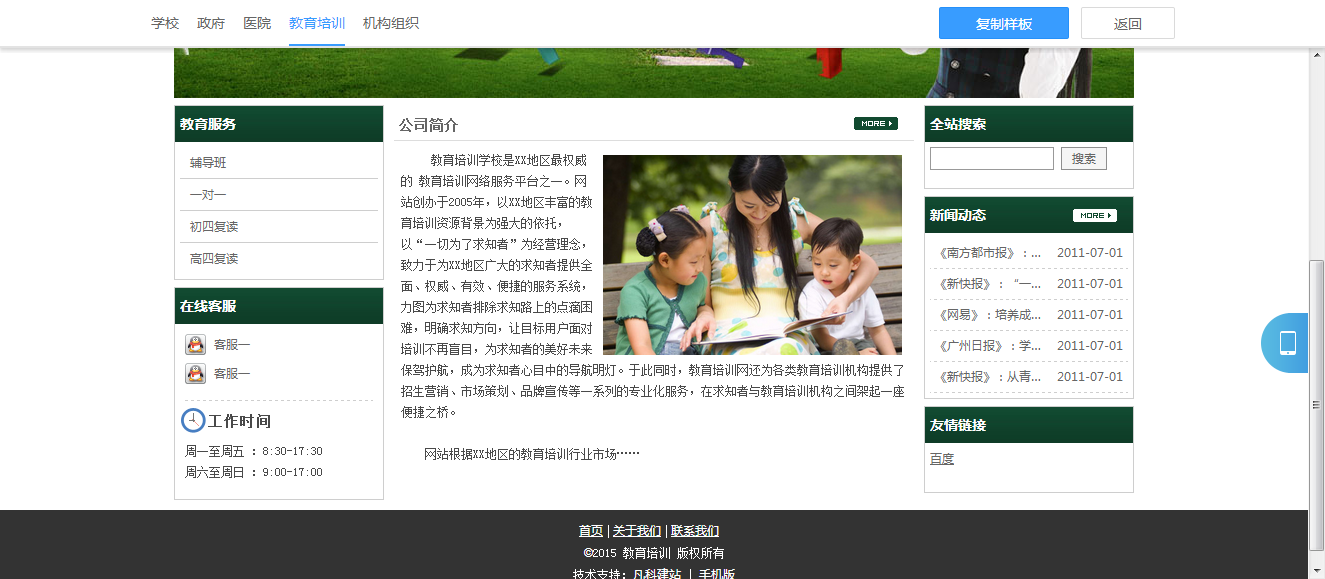 学校 政府 医院 教育培训 机构组织 复制样板 返回
教育服务
辅导班
一对一
初四复读
高四复读
在线客服
客服一
客服一
工作时间
周一至周五 : 8:30-17:30
周六至周日 : 9:00-17:00
公司简介 MORE
教育培训学校是XX地区最权威
的 教育培训网络服务平台之一。网
站创办于2005年，以XX地区丰富的教
育培训资源背景为强大的依托，
以“一切为了求知者”为经营理念，
致力于为XX地区广大的求知者提供全
面、权威、有效、便捷的服务系统，
力图为求知者排除求知路上的点滴困
难，明确求知方向，让目标用户面对
培训不再盲目，为求知者的美好未来
保驾护航，成为求知者心目中的导航明灯。于此同时，教育培训网还为各类教育培训机构提供了
招生营销、市场策划、品牌宣传等一系列的专业化服务，在求知者与教育培训机构之间架起一座
便捷之桥。
网站根据XX地区的教育培训行业市场……
全站搜索
搜索
新闻动态 MORE
《南方都市报》：... 2011-07-01
《新快报》：“一... 2011-07-01
《网易》：培养成... 2011-07-01
《广州日报》：学... 2011-07-01
《新快报》：从青... 2011-07-01
友情链接
百度
首页 | 关于我们 | 联系我们
©2015 教育培训 版权所有
技术支持：凡科建站 | 手机版